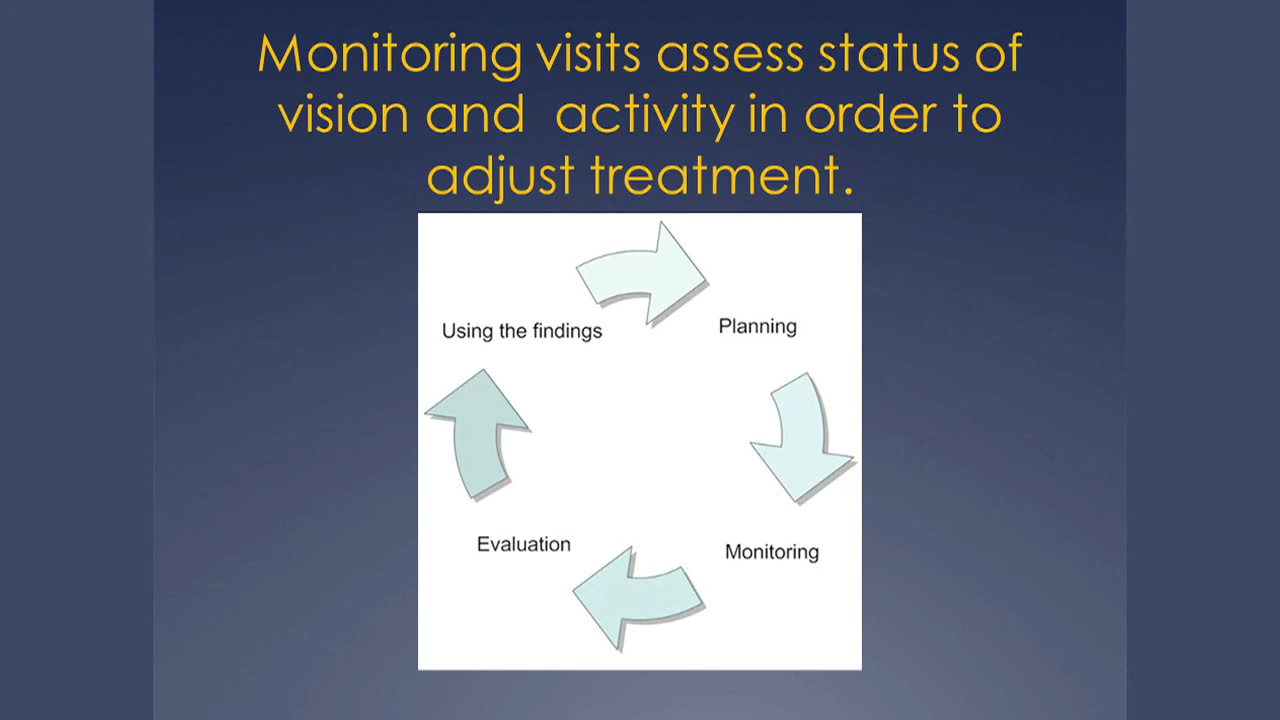 Monitoring visits assess status of
vision and  activity in order to
adjust treatment.
Using the findings
Planning
Evaluation
Monitoring